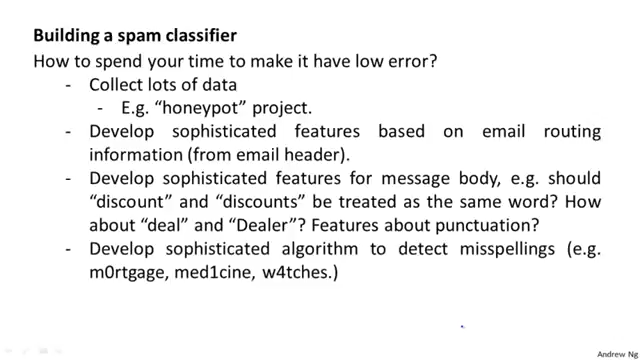 Building a spam classifier
How to spend your time to make it have low error?
- Collect lots of data
- E.g. “honeypot” project.
- Develop sophisticated features based on email routing
information (from email header).
- Develop sophisticated features for message body, e.g. should
“discount” and “discounts” be treated as the same word? How
about “deal” and “Dealer”? Features about punctuation?
- Develop sophisticated algorithm to detect misspellings (e.g.
m0rtgage, med1cine, w4tches.)
Andrew Ng